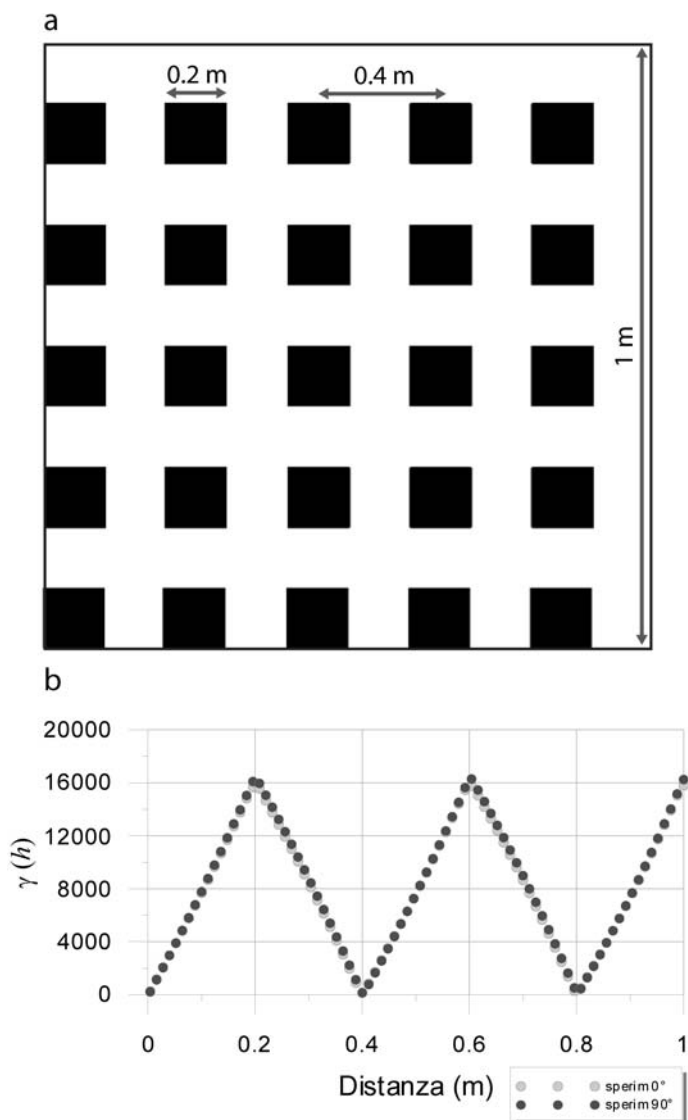 a
0.2 m
0.4 m
1 m
b
20000
16000
12000
8000
4000
0
γ (h)
0 0.2 0.4 0.6 0.8 1
Distanza (m)
sperim 0°
sperim 90°